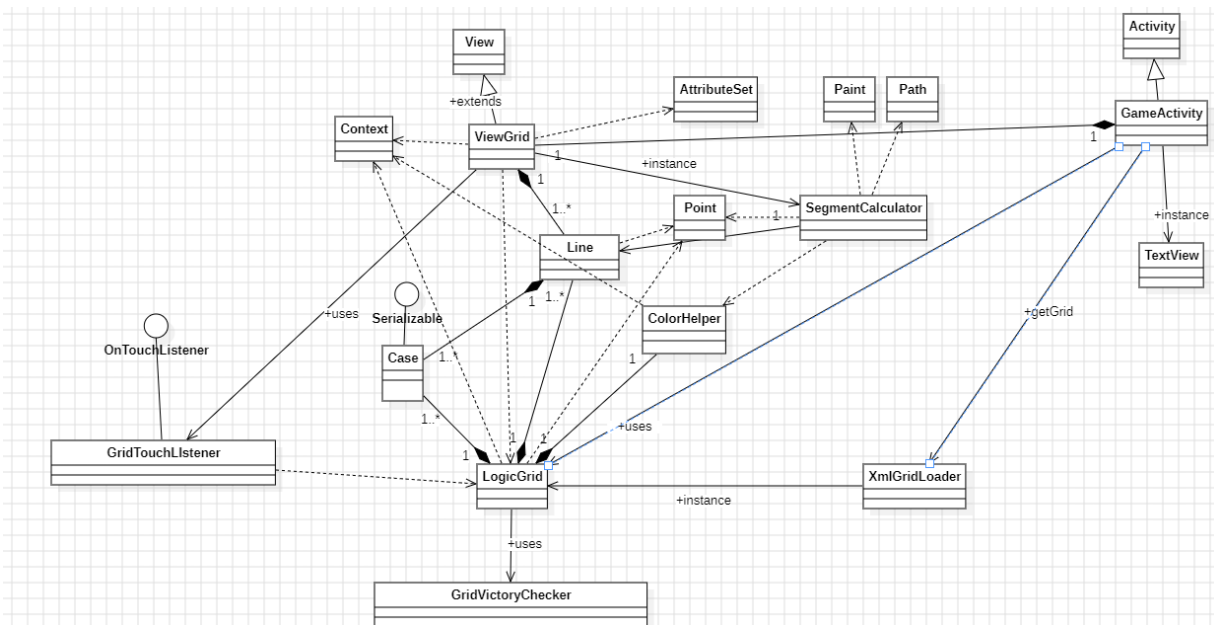 Activity
View
+extends
AttributeSet
Paint
Path
GameActivity
Context
ViewGrid
1
1
+instance
1
1..*
Point
1
SegmentCalculator
+instance
Line
TextView
1
1..*
Serializable
+uses
ColorHelper
+getGrid
OnTouchListener
Case
1..*
1
1..*
+uses
1
1
1
GridTouchLIstener
LogicGrid
XmlGridLoader
+instance
+uses
GridVictoryChecker